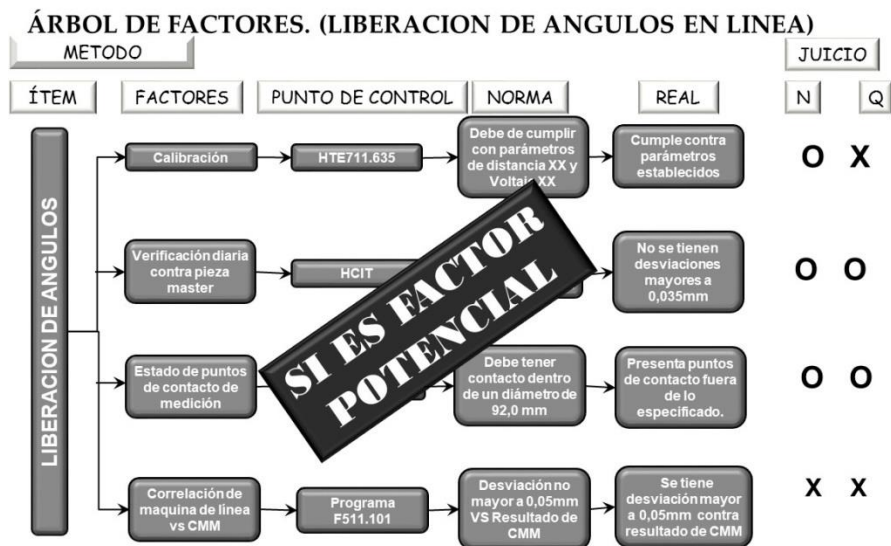 ÁRBOL DE FACTORES. (LIBERACION DE ANGULOS EN LINEA)
METODO
JUICIO
ÍTEM
FACTORES
PUNTO DE CONTROL
NORMA
REAL
N
Q
LIBERACION DE ANGULOS
Calibración
HTE711.635
Debe de cumplir
con parámetros
de distancia XX y
Voltaje XX
Cumple contra
parámetros
establecidos
O X
Verificación diaria
contra pieza
master
HCIT
No se tienen
desviaciones
mayores a
0,035mm
O O
SI ES FACTOR
POTENCIAL
Estado de puntos
de contacto de
medición
Debe tener
contacto dentro
de un diámetro de
92,0 mm
Presenta puntos
de contacto fuera
de lo
especificado.
O O
Correlación de
maquina de línea
vs CMM
Programa
F511.101
Desviación no
mayor a 0,05mm
VS Resultado de
CMM
Se tiene
desviación mayor
a 0,05mm contra
resultado de CMM
X X